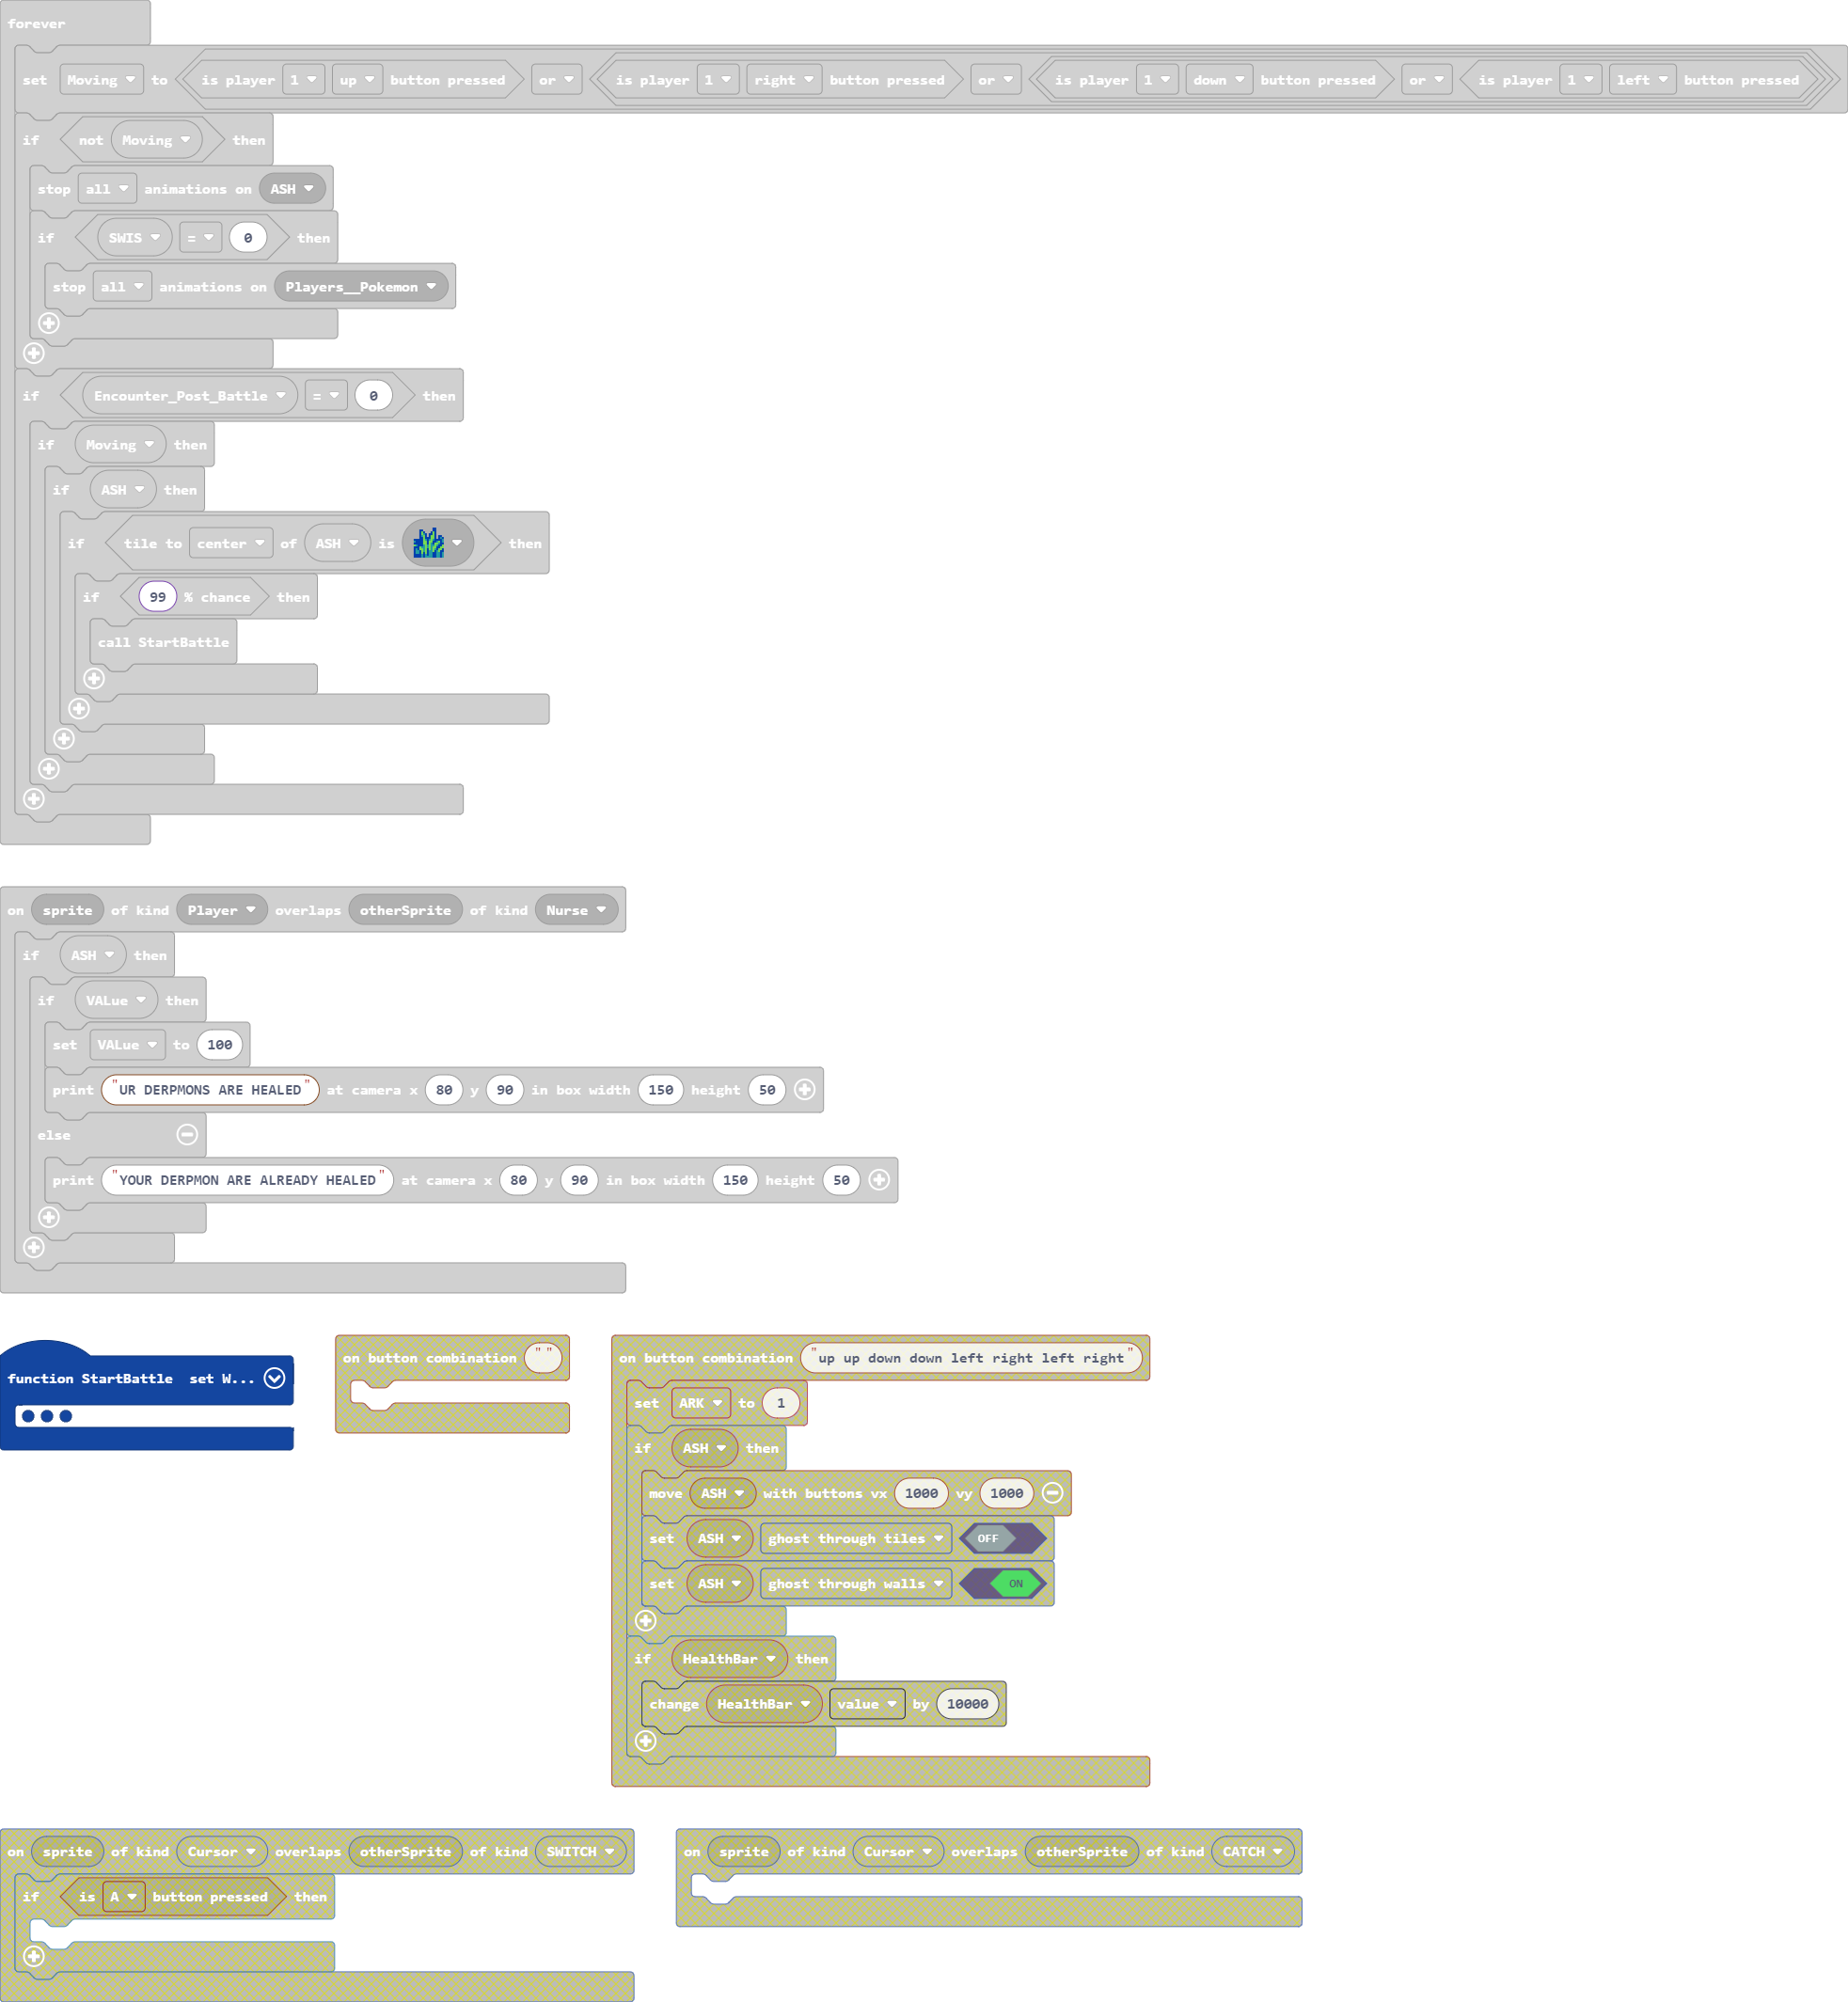 forever
set Moving to is player 1 up button pressed or is player 1 right button pressed or is player 1 down button pressed or is player 1 left button pressed
if not Moving then
stop all animations on ASH
if SWIS = 0 then
stop all animations on Players__Pokemon
if Encounter_Post_Battle = 0 then
if Moving then
if ASH then
if tile to center of ASH is then
if 99 % chance then
call StartBattle
on sprite of kind Player overlaps otherSprite of kind Nurse
if ASH then
if VALue then
set VALue to 100
print "UR DERPMONS ARE HEALED" at camera x 80 y 90 in box width 150 height 50
else
print "YOUR DERPMON ARE ALREADY HEALED" at camera x 80 y 90 in box width 150 height 50
function StartBattle set W...
on button combination " "
on button combination "up up down down left right left right"
set ARK to 1
if ASH then
move ASH with buttons vx 1000 vy 1000
set ASH ghost through tiles OFF
set ASH ghost through walls ON
if HealthBar then
change HealthBar value by 10000
on sprite of kind Cursor overlaps otherSprite of kind SWITCH
if is A button pressed then
on sprite of kind Cursor overlaps otherSprite of kind CATCH